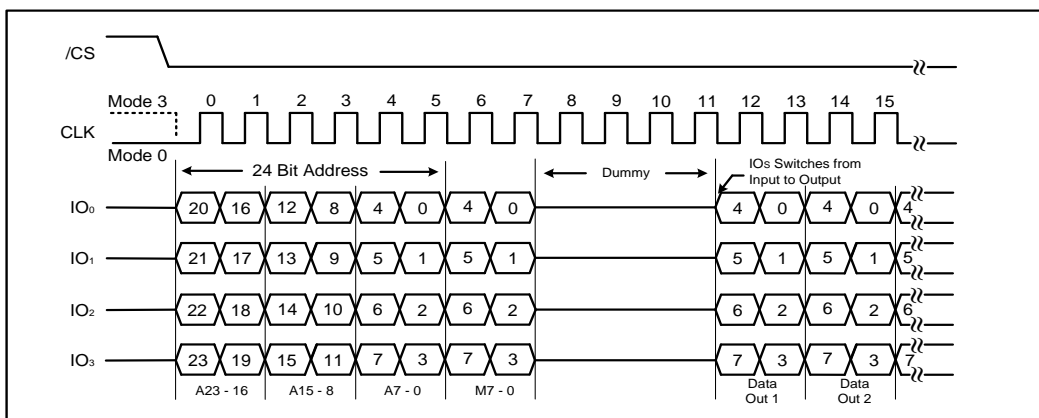 /CS
Mode 3 0 1 2 3 4 5 6 7 8 9 10 11 12 13 14 15
CLK
Mode 0
24 Bit Address Dummy IOs Switches from
Input to Output
IO₀ 20 16 12 8 4 0 4 0 4 0 4 0 4
IO₁ 21 17 13 9 5 1 5 1 5 1 5 1 5
IO₂ 22 18 14 10 6 2 6 2 6 2 6 2 6
IO₃ 23 19 15 11 7 3 7 3 7 3 7 3 7
A23 - 16 A15 - 8 A7 - 0 M7 - 0 Data Data
Out 1 Out 2